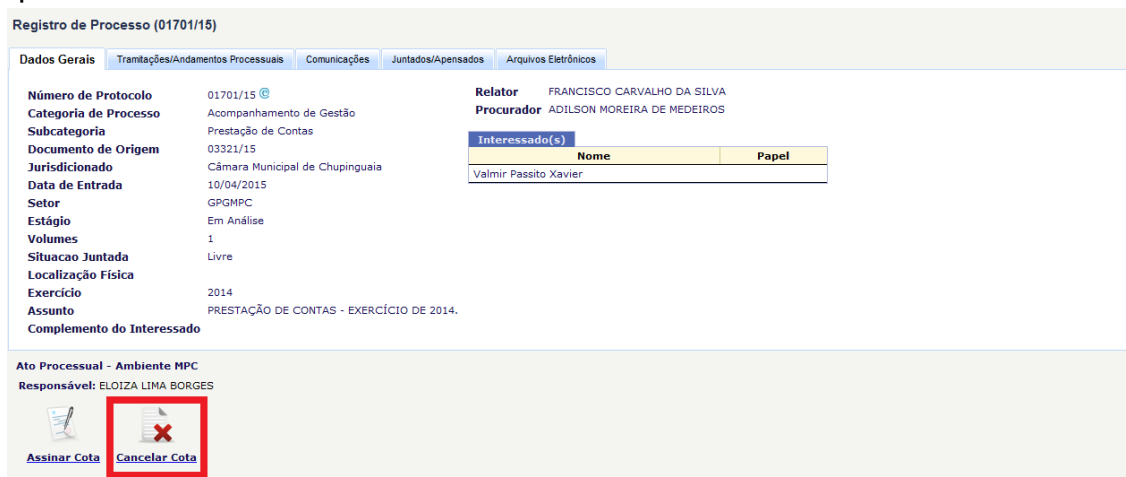 Registro de Processo (01701/15)
Dados Gerais Tramitações/Andamentos Processuais Comunicações Juntados/Apensados Arquivos Eletrônicos
Número de Protocolo 01701/15
Categoria de Processo Acompanhamento de Gestão
Subcategoria Prestação de Contas
Documento de Origem 03321/15
Jurisdicionado Câmara Municipal de Chupinguaia
Data de Entrada 10/04/2015
Setor GPGMPC
Estágio Em Análise
Volumes 1
Situacao Juntada Livre
Localização Física
Exercício 2014
Assunto PRESTAÇÃO DE CONTAS - EXERCÍCIO DE 2014.
Complemento do Interessado
Relator FRANCISCO CARVALHO DA SILVA
Procurador ADILSON MOREIRA DE MEDEIROS
Interessado(s)
Nome Papel
Valmir Passito Xavier
Ato Processual - Ambiente MPC
Responsável: ELOIZA LIMA BORGES
Assinar Cota Cancelar Cota